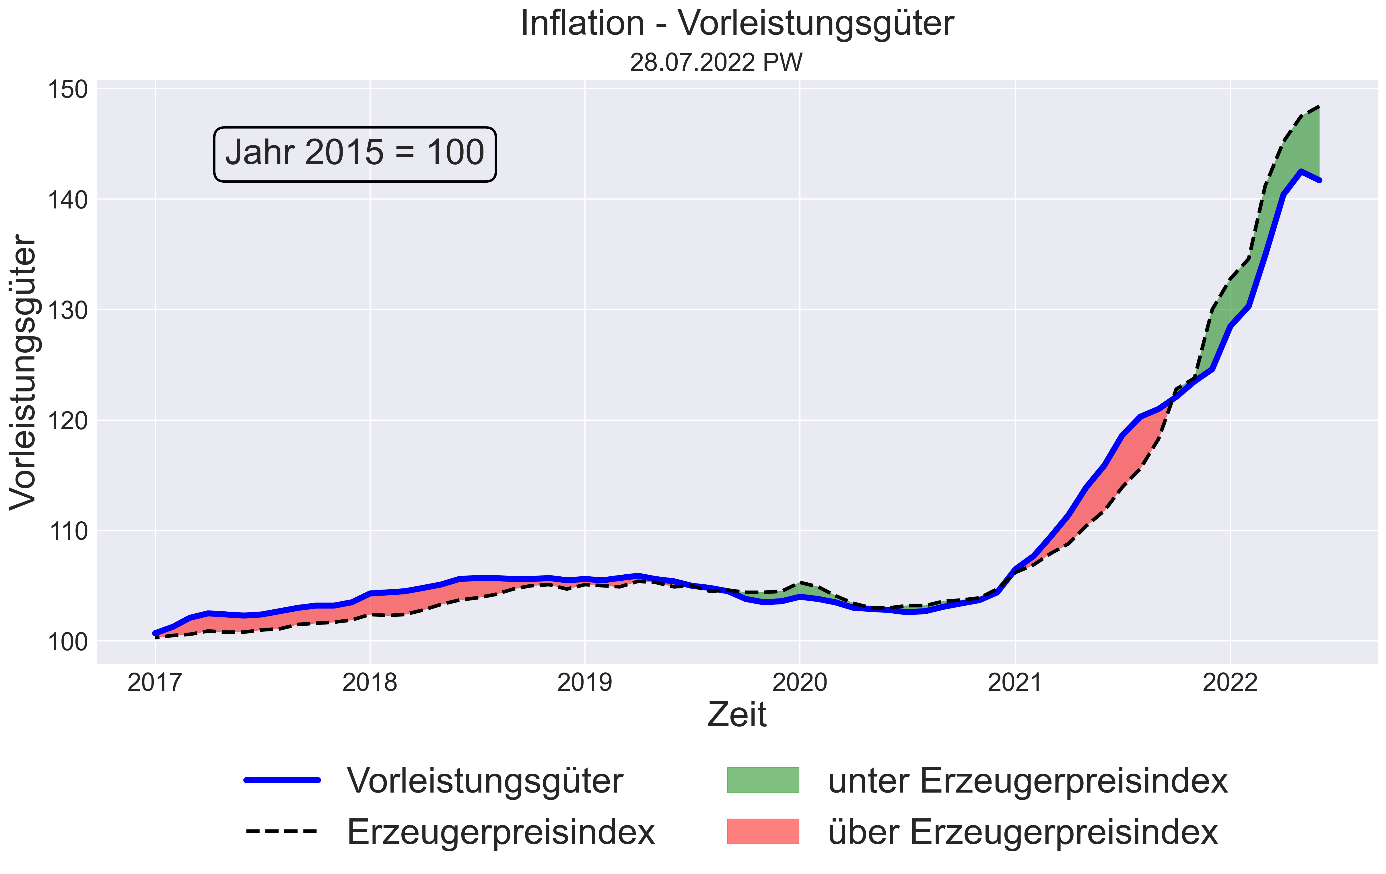 Inflation - Vorleistungsgüter
28.07.2022 PW
150
140
130
120
110
100
Vorleistungsgüter
Jahr 2015 = 100
2017 2018 2019 2020 2021 2022
Zeit
Vorleistungsgüter
Erzeugerpreisindex
unter Erzeugerpreisindex
über Erzeugerpreisindex